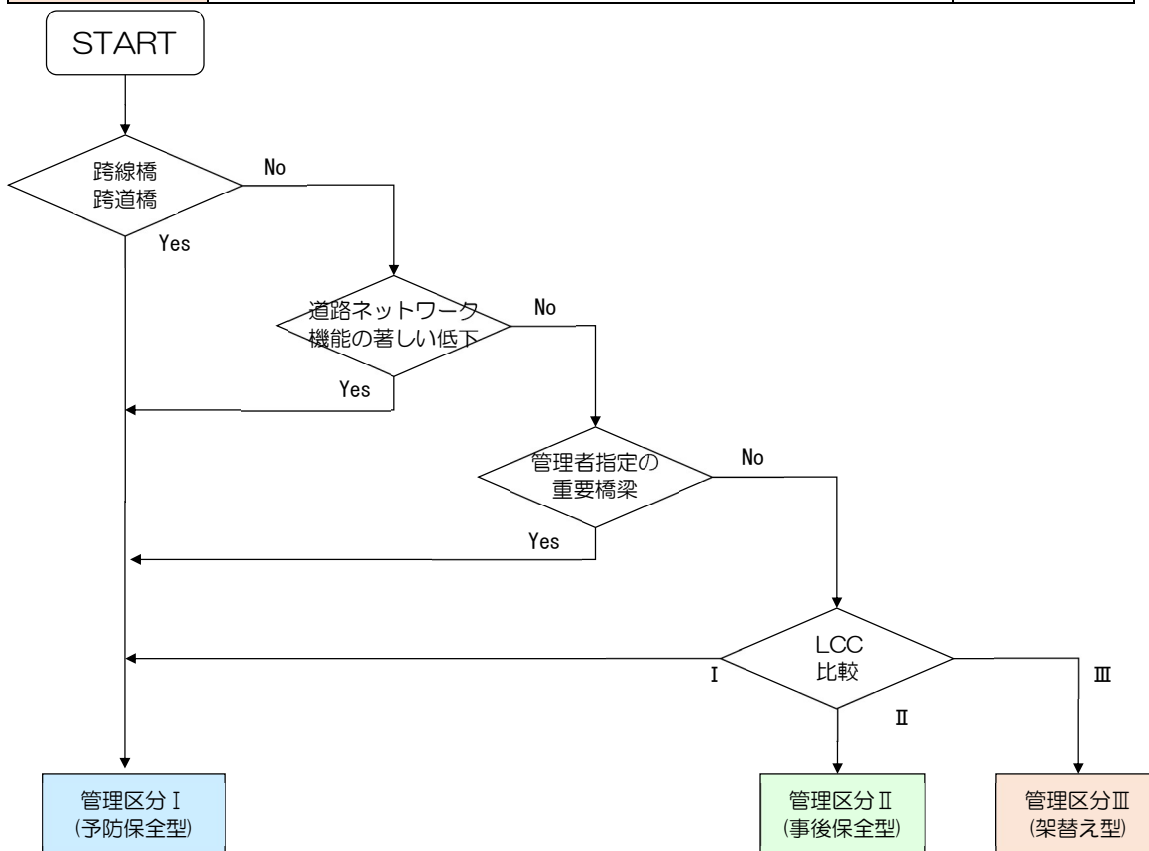 START
跨線橋
跨道橋
No
Yes
道路ネットワーク
機能の著しい低下
No
Yes
管理者指定の
重要橋梁
No
Yes
LCC
比較
Ⅰ
Ⅱ
Ⅲ
管理区分Ⅰ
(予防保全型)
管理区分Ⅱ
(事後保全型)
管理区分Ⅲ
(架替え型)